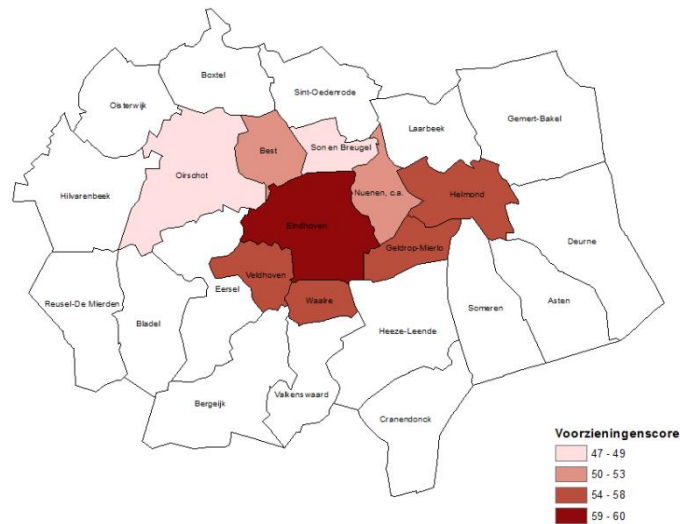 Boxtel
Oisterwijk
Sint-Oedenrode
Gemert-Bakel
Laarbeek
Best
Son en Breugel
Oirschot
Hilvarenbeek
Nuenen, c.a.
Helmond
Eindhoven
Deurne
Geldrop-Mierlo
Veldhoven
Eersel
Waalre
Reusel-De Mierden
Bladel
Asten
Someren
Heeze-Leende
Valkenswaard
Bergeijk
Cranendonck
Voorzieningenscore
47 - 49
50 - 53
54 - 58
59 - 60